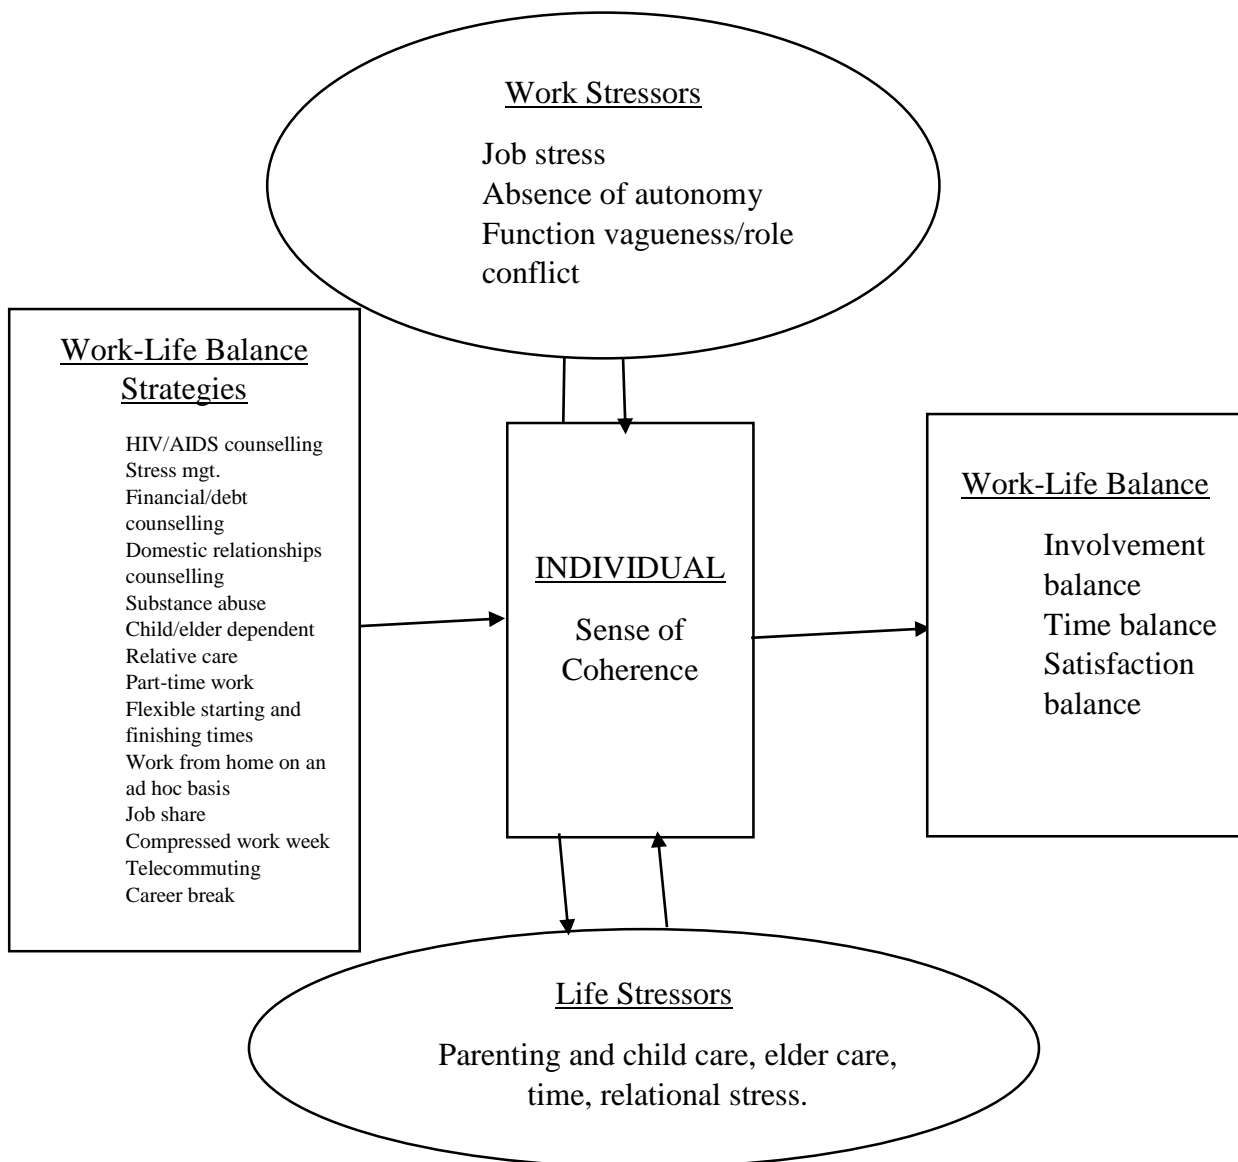 Work Stressors
Job stress
Absence of autonomy
Function vagueness/role
conflict
Work-Life Balance
Strategies
HIV/AIDS counselling
Stress mgt.
Financial/debt
counselling
Domestic relationships
counselling
Substance abuse
Child/elder dependent
Relative care
Part-time work
Flexible starting and
finishing times
Work from home on an
ad hoc basis
Job share
Compressed work week
Telecommuting
Career break
INDIVIDUAL
Sense of
Coherence
Work-Life Balance
Involvement
balance
Time balance
Satisfaction
balance
Life Stressors
Parenting and child care, elder care,
time, relational stress.